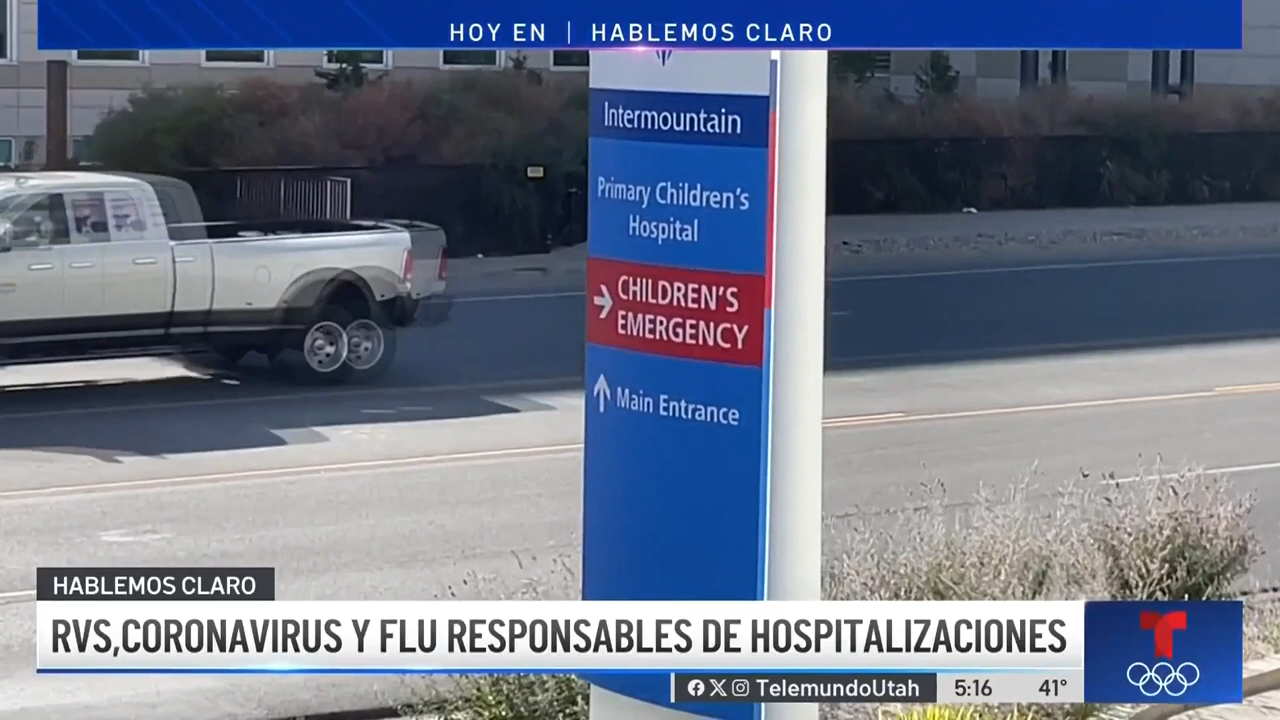 HOY EN | HABLEMOS CLARO
Intermountain
Primary Children's
Hospital
→ CHILDREN'S
EMERGENCY
↑ Main Entrance
HABLEMOS CLARO
RVS,CORONAVIRUS Y FLU RESPONSABLES DE HOSPITALIZACIONES
TelemundoUtah 5:16 41°